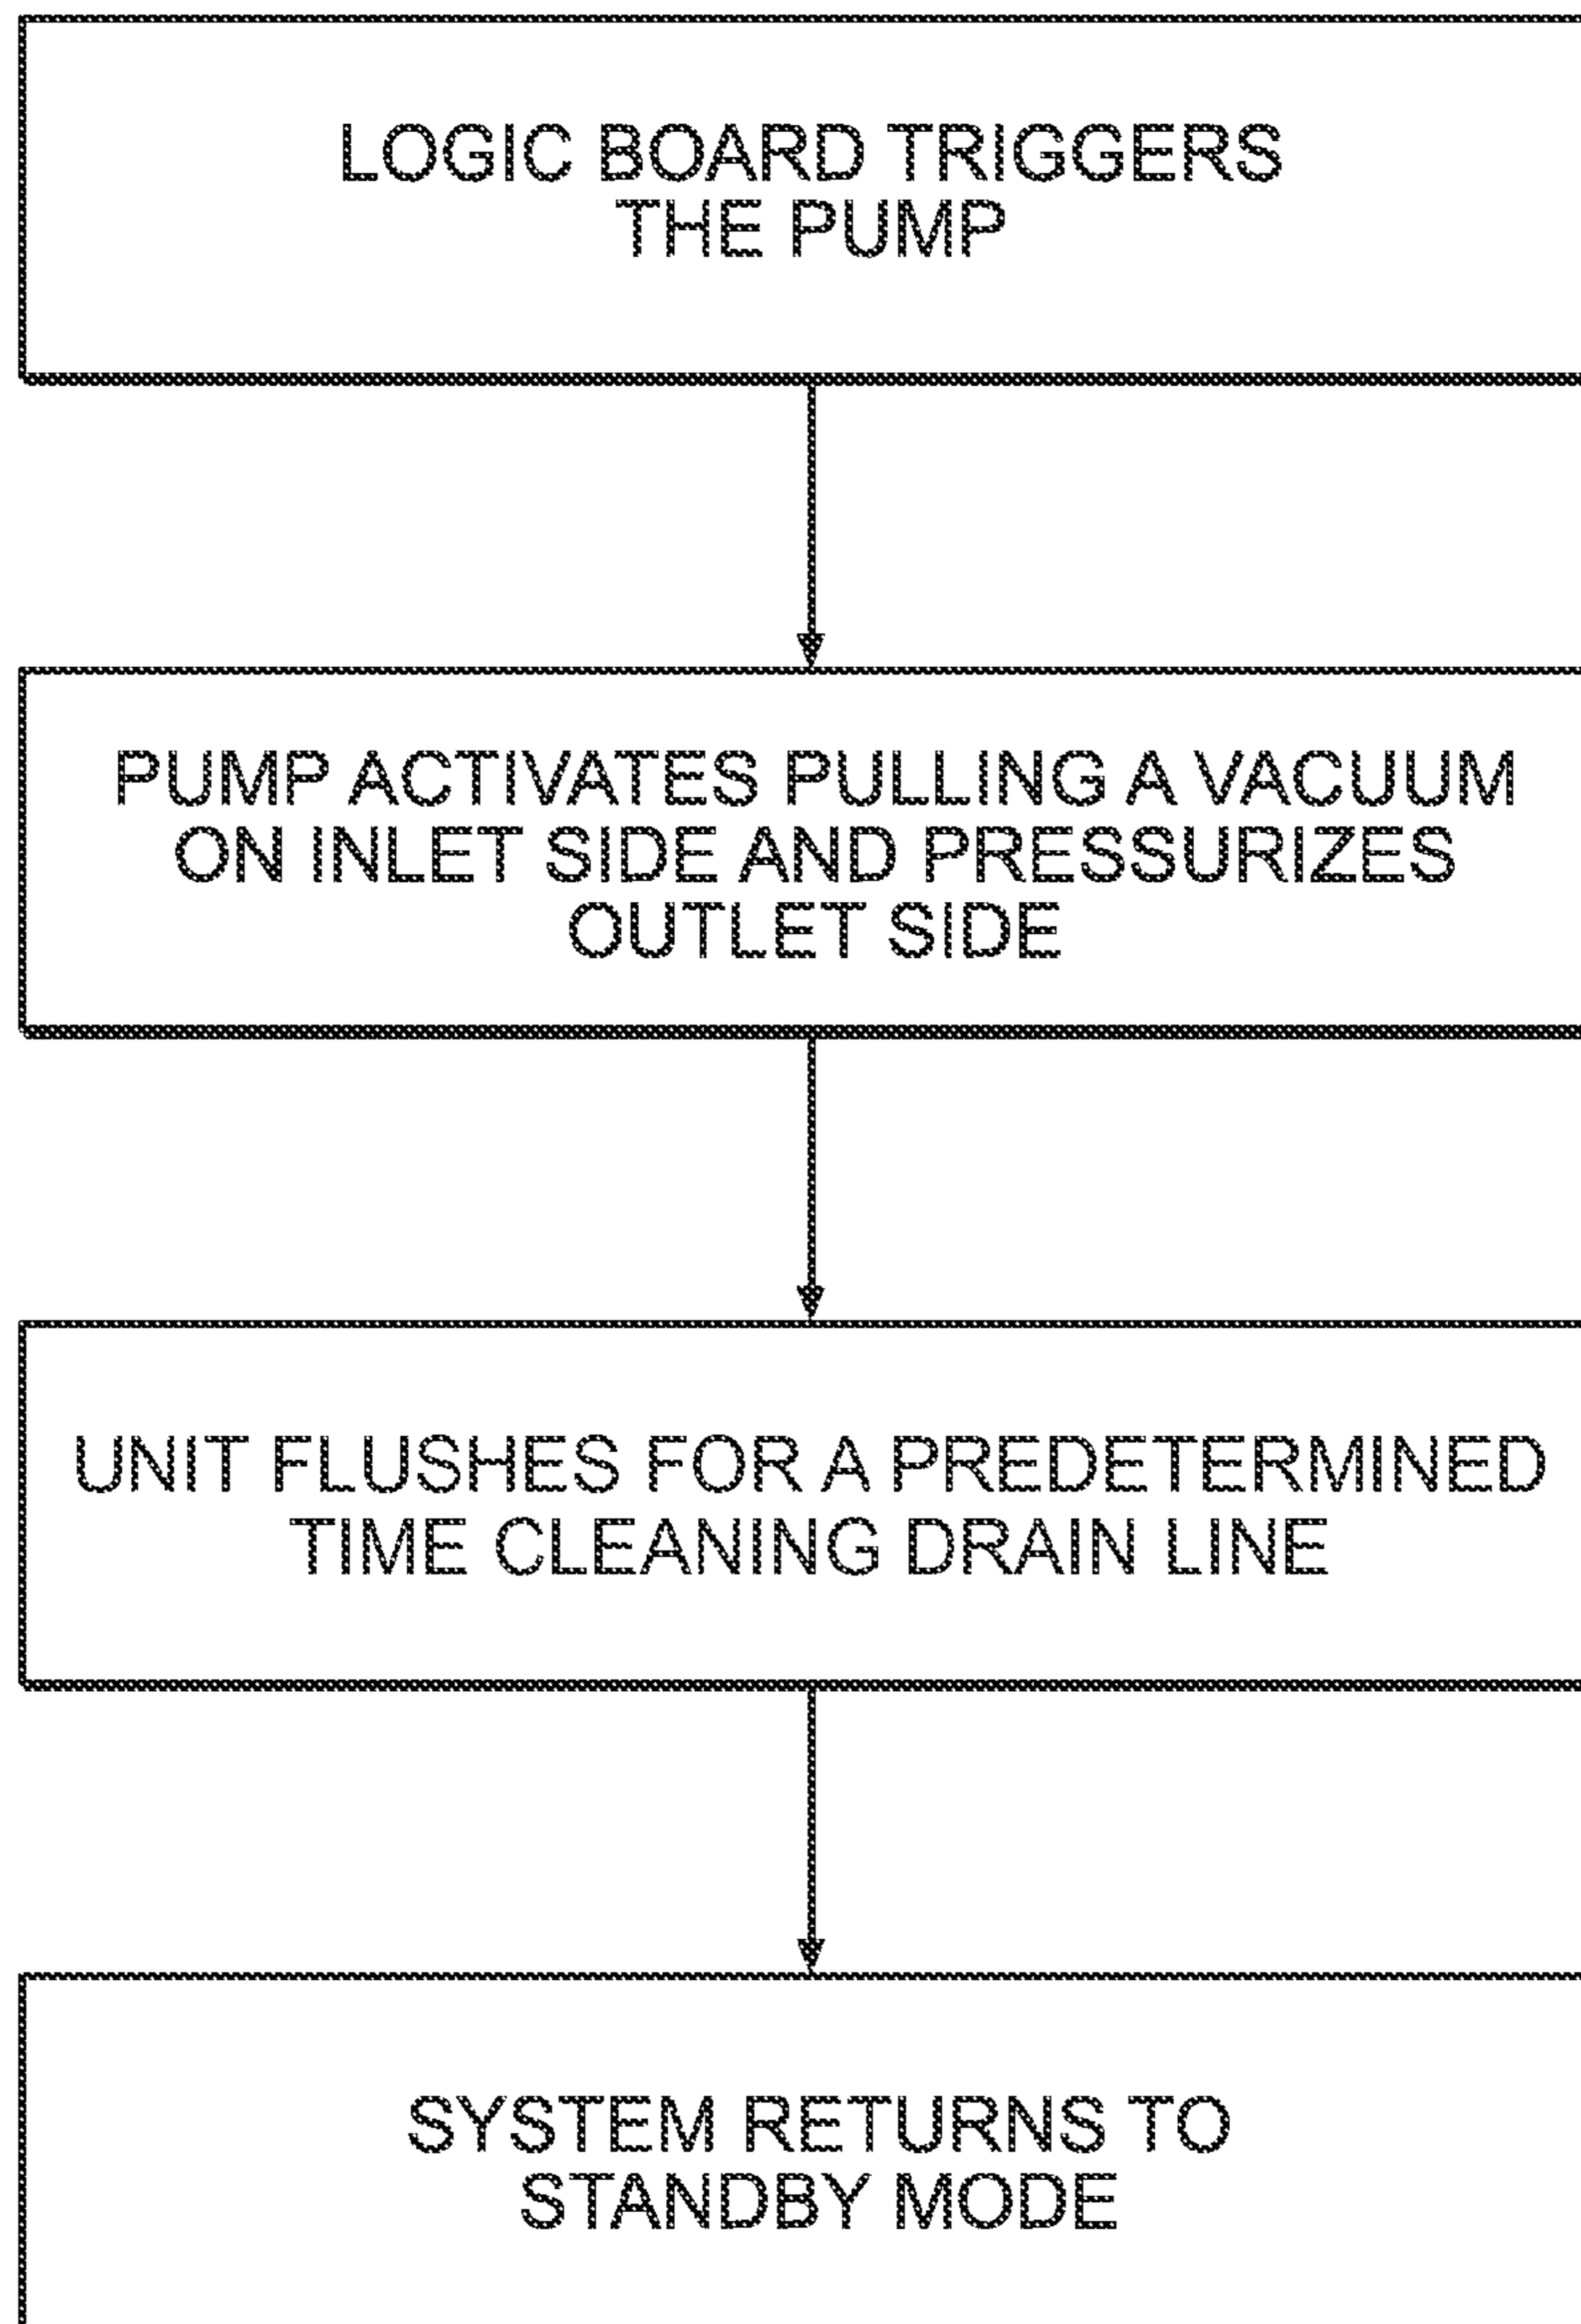 LOGIC BOARD TRIGGERS
THE PUMP
PUMP ACTIVATES PULLING A VACUUM
ON INLET SIDE AND PRESSURIZES
OUTLET SIDE
UNIT FLUSHES FOR A PREDETERMINED
TIME CLEANING DRAIN LINE
SYSTEM RETURNS TO
STANDBY MODE